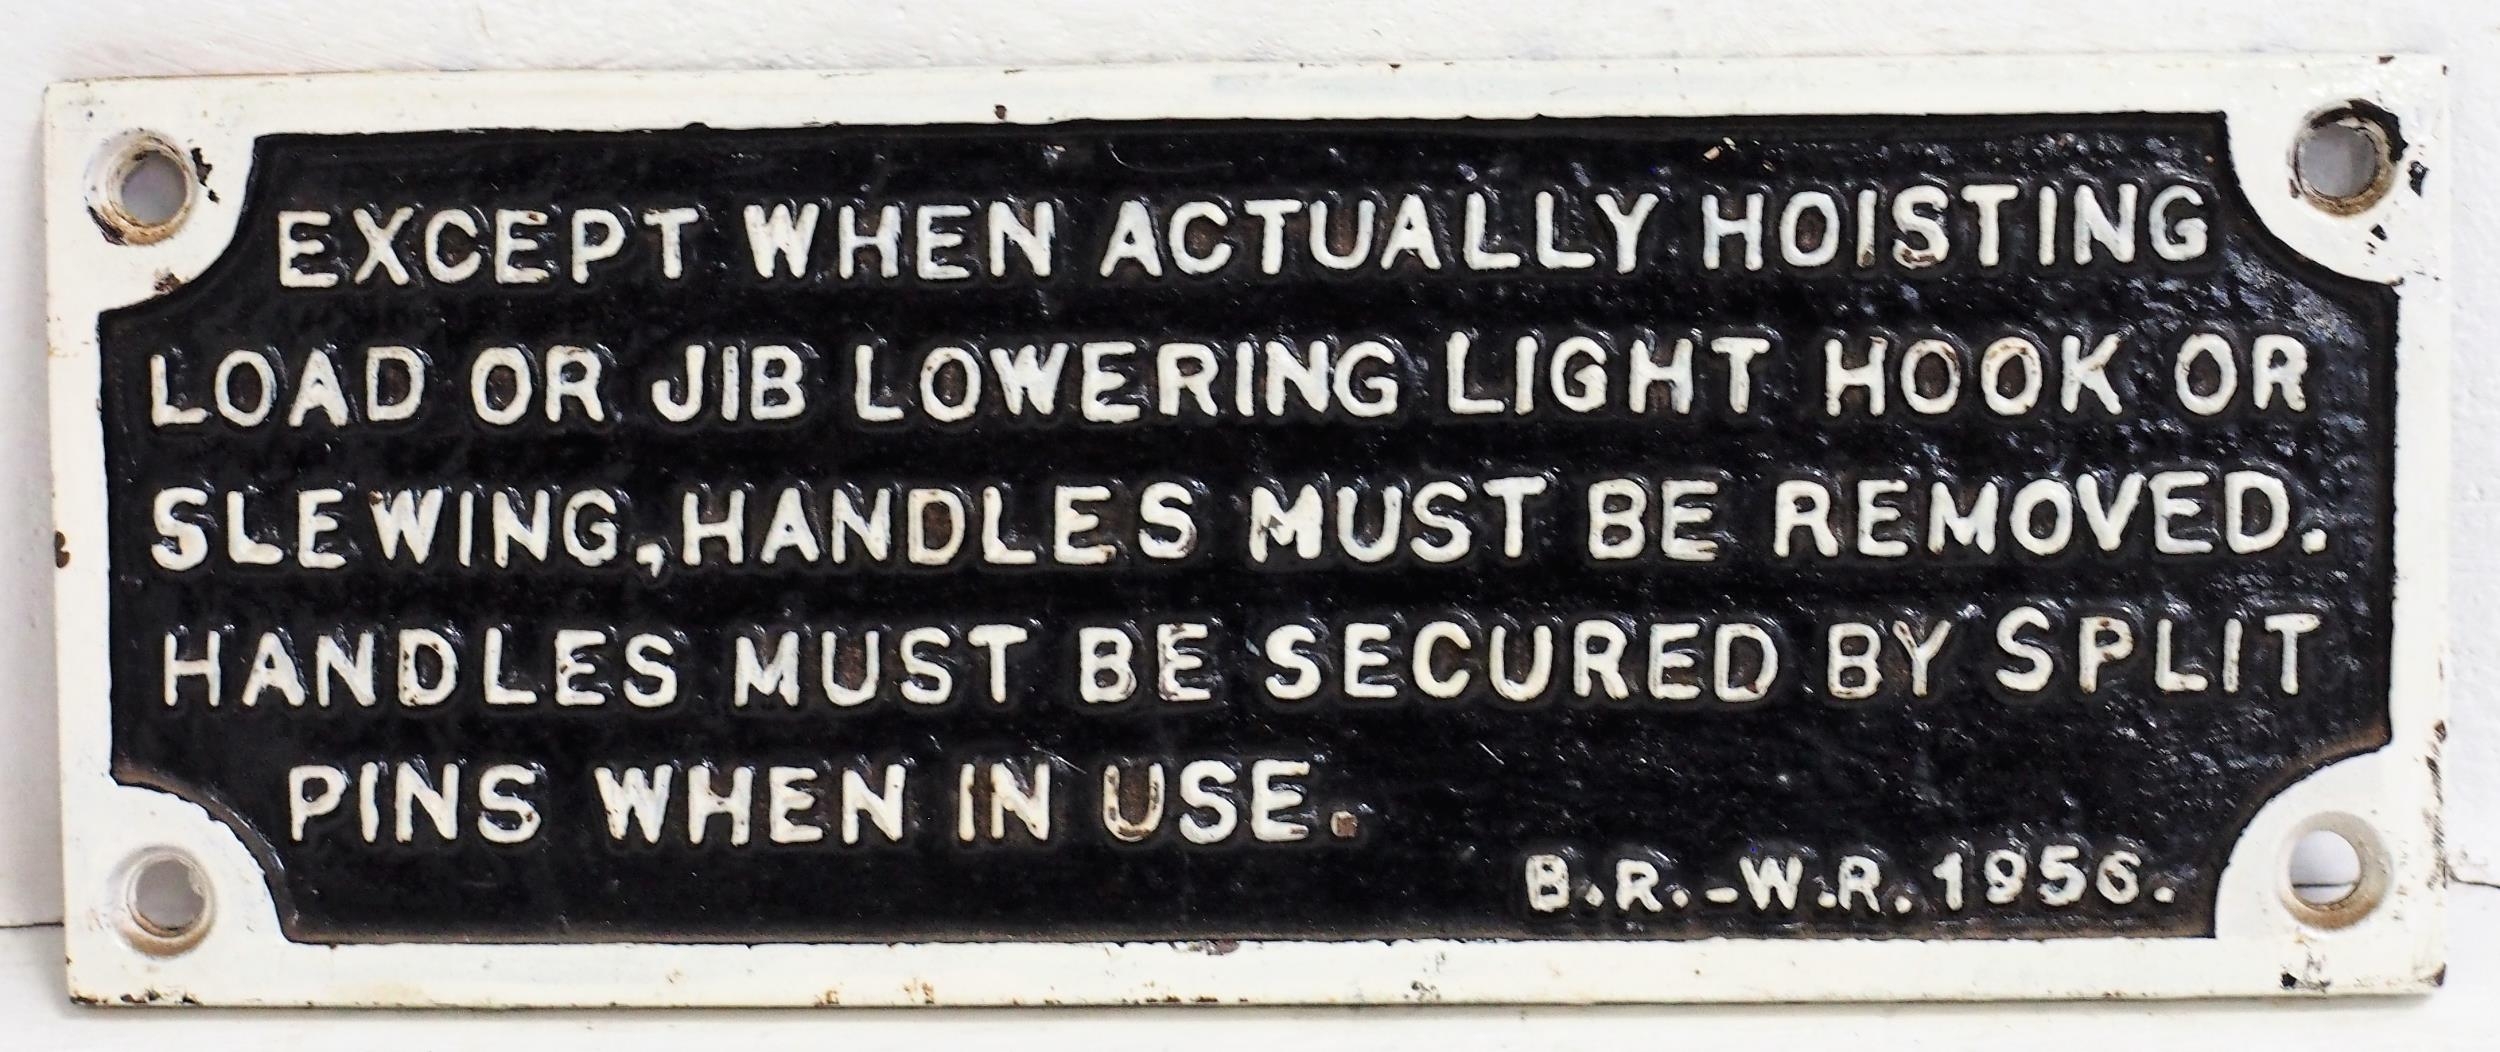 EXCEPT WHEN ACTUALLY HOISTING
LOAD OR JIB LOWERING LIGHT HOOK OR
SLEWING, HANDLES MUST BE REMOVED.
HANDLES MUST BE SECURED BY SPLIT
PINS WHEN IN USE.
B.R.-W.R. 1956.